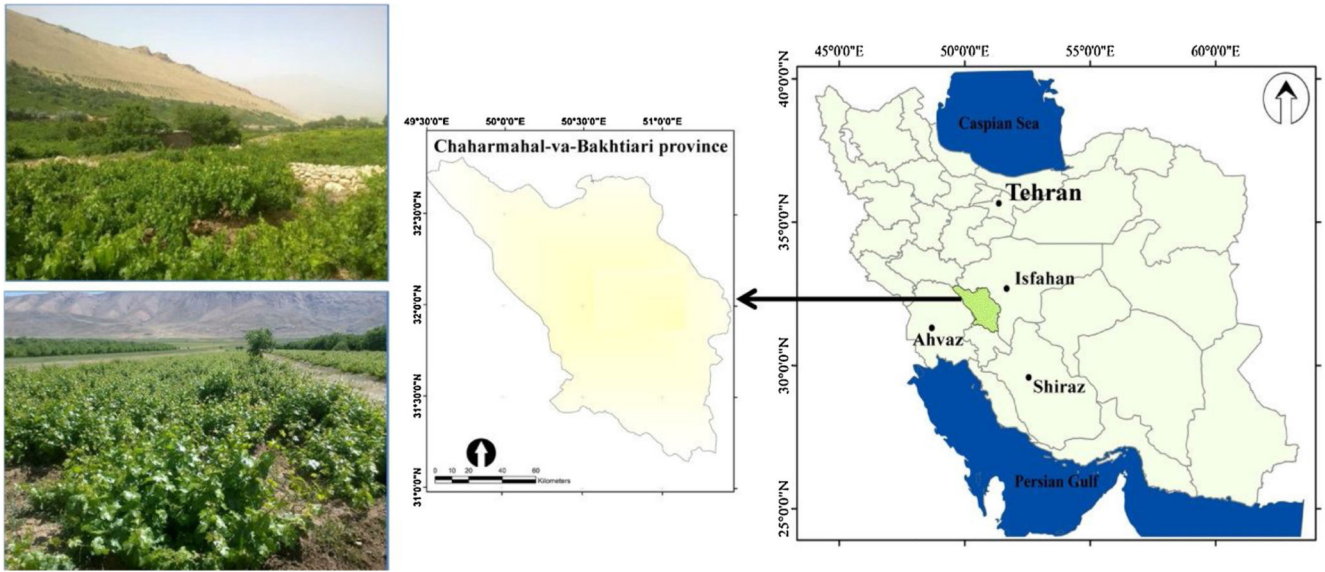 49°30'0"E 50°0'0"E 50°30'0"E 51°0'0"E
Chaharmahal-va-Bakhtiari province
32°30'0"N
32°0'0"N
31°30'0"N
31°0'0"N
0 10 20 40 60
Kilometers
45°0'0"E 50°0'0"E 55°0'0"E 60°0'0"E
40°0'0"N
35°0'0"N
30°0'0"N
25°0'0"N
Caspian Sea
Tehran
Isfahan
Ahvaz
Shiraz
Persian Gulf